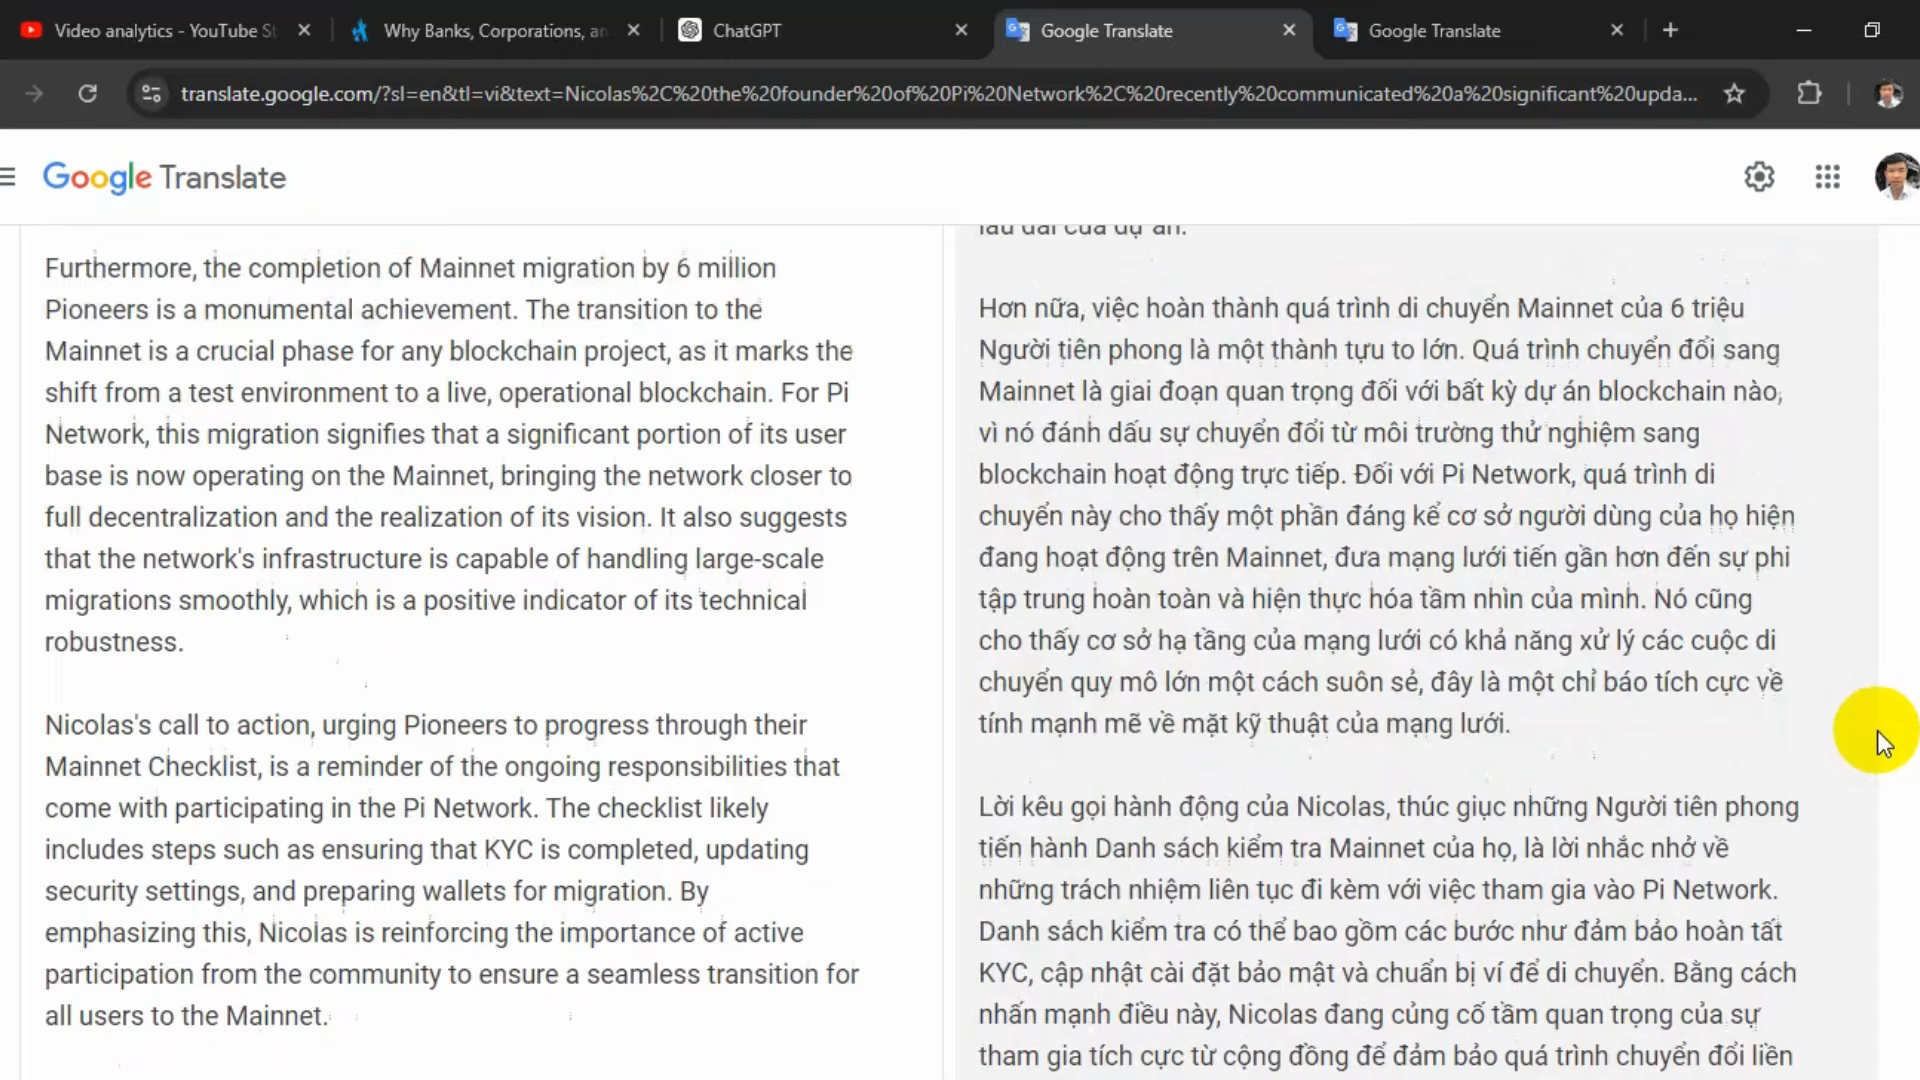 Video analytics - YouTube St
Why Banks, Corporations, an
ChatGPT
Google Translate
Google Translate
translate.google.com/?sl=en&tl=vi&text=Nicolas%2C%20the%20founder%20of%20Pi%20Network%2C%20recently%20communicated%20a%20significant%20upda...
Google Translate
Furthermore, the completion of Mainnet migration by 6 million
Pioneers is a monumental achievement. The transition to the
Mainnet is a crucial phase for any blockchain project, as it marks the
shift from a test environment to a live, operational blockchain. For Pi
Network, this migration signifies that a significant portion of its user
base is now operating on the Mainnet, bringing the network closer to
full decentralization and the realization of its vision. It also suggests
that the network's infrastructure is capable of handling large-scale
migrations smoothly, which is a positive indicator of its technical
robustness.
Nicolas's call to action, urging Pioneers to progress through their
Mainnet Checklist, is a reminder of the ongoing responsibilities that
come with participating in the Pi Network. The checklist likely
includes steps such as ensuring that KYC is completed, updating
security settings, and preparing wallets for migration. By
emphasizing this, Nicolas is reinforcing the importance of active
participation from the community to ensure a seamless transition for
all users to the Mainnet.
lâu dài của dự án.
Hơn nữa, việc hoàn thành quá trình di chuyển Mainnet của 6 triệu
Người tiên phong là một thành tựu to lớn. Quá trình chuyển đổi sang
Mainnet là giai đoạn quan trọng đối với bất kỳ dự án blockchain nào,
vì nó đánh dấu sự chuyển đổi từ môi trường thử nghiệm sang
blockchain hoạt động trực tiếp. Đối với Pi Network, quá trình di
chuyển này cho thấy một phần đáng kể cơ sở người dùng của họ hiện
đang hoạt động trên Mainnet, đưa mạng lưới tiến gần hơn đến sự phi
tập trung hoàn toàn và hiện thực hóa tầm nhìn của mình. Nó cũng
cho thấy cơ sở hạ tầng của mạng lưới có khả năng xử lý các cuộc di
chuyển quy mô lớn một cách suôn sẻ, đây là một chỉ báo tích cực về
tính mạnh mẽ về mặt kỹ thuật của mạng lưới.
Lời kêu gọi hành động của Nicolas, thúc giục những Người tiên phong
tiến hành Danh sách kiểm tra Mainnet của họ, là lời nhắc nhở về
những trách nhiệm liên tục đi kèm với việc tham gia vào Pi Network.
Danh sách kiểm tra có thể bao gồm các bước như đảm bảo hoàn tất
KYC, cập nhật cài đặt bảo mật và chuẩn bị ví để di chuyển. Bằng cách
nhấn mạnh điều này, Nicolas đang củng cố tầm quan trọng của sự
tham gia tích cực từ cộng đồng để đảm bảo quá trình chuyển đổi liền